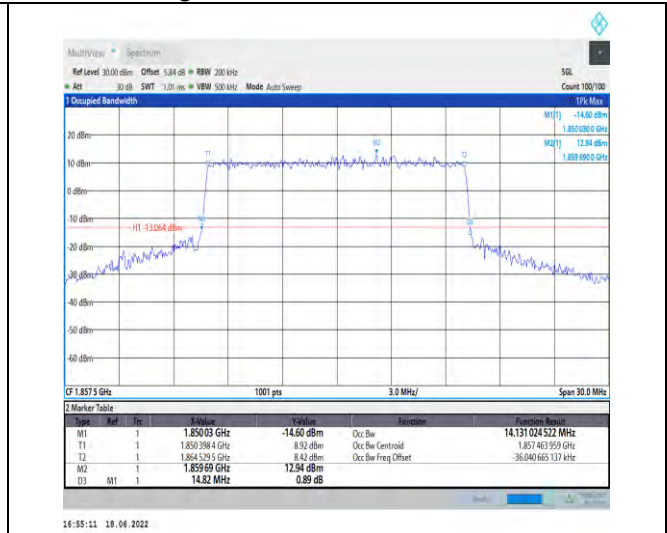 MultiView Spectrum
Ref Level 30.00 dBm Offset 5.84 dB RBW 200 kHz SGL
Att 30 dB SWT 1.01 ms VBW 500 kHz Mode Auto Sweep Count 100/100
1 Occupied Bandwidth 1Pk Max
M1[1] -14.60 dBm
1.850 030 0 GHz
M2[1] 12.94 dBm
1.859 690 0 GHz
20 dBm
M2
T1 T2
10 dBm
0 dBm
-10 dBm
H1 -13.064 dBm
-20 dBm
-30 dBm
-40 dBm
-50 dBm
-60 dBm
CF 1.857 5 GHz 1001 pts 3.0 MHz/ Span 30.0 MHz
2 Marker Table
Type Ref Trc X-Value Y-Value Function Function Result
M1 1 1.850 03 GHz -14.60 dBm Occ Bw 14.131 024 522 MHz
T1 1 1.850 398 4 GHz 8.92 dBm Occ Bw Centroid 1.857 463 959 GHz
T2 1 1.864 529 5 GHz 8.42 dBm Occ Bw Freq Offset -36.040 665 137 kHz
M2 1 1.859 69 GHz 12.94 dBm
D3 M1 1 14.82 MHz 0.89 dB
16:55:11 18.06.2022